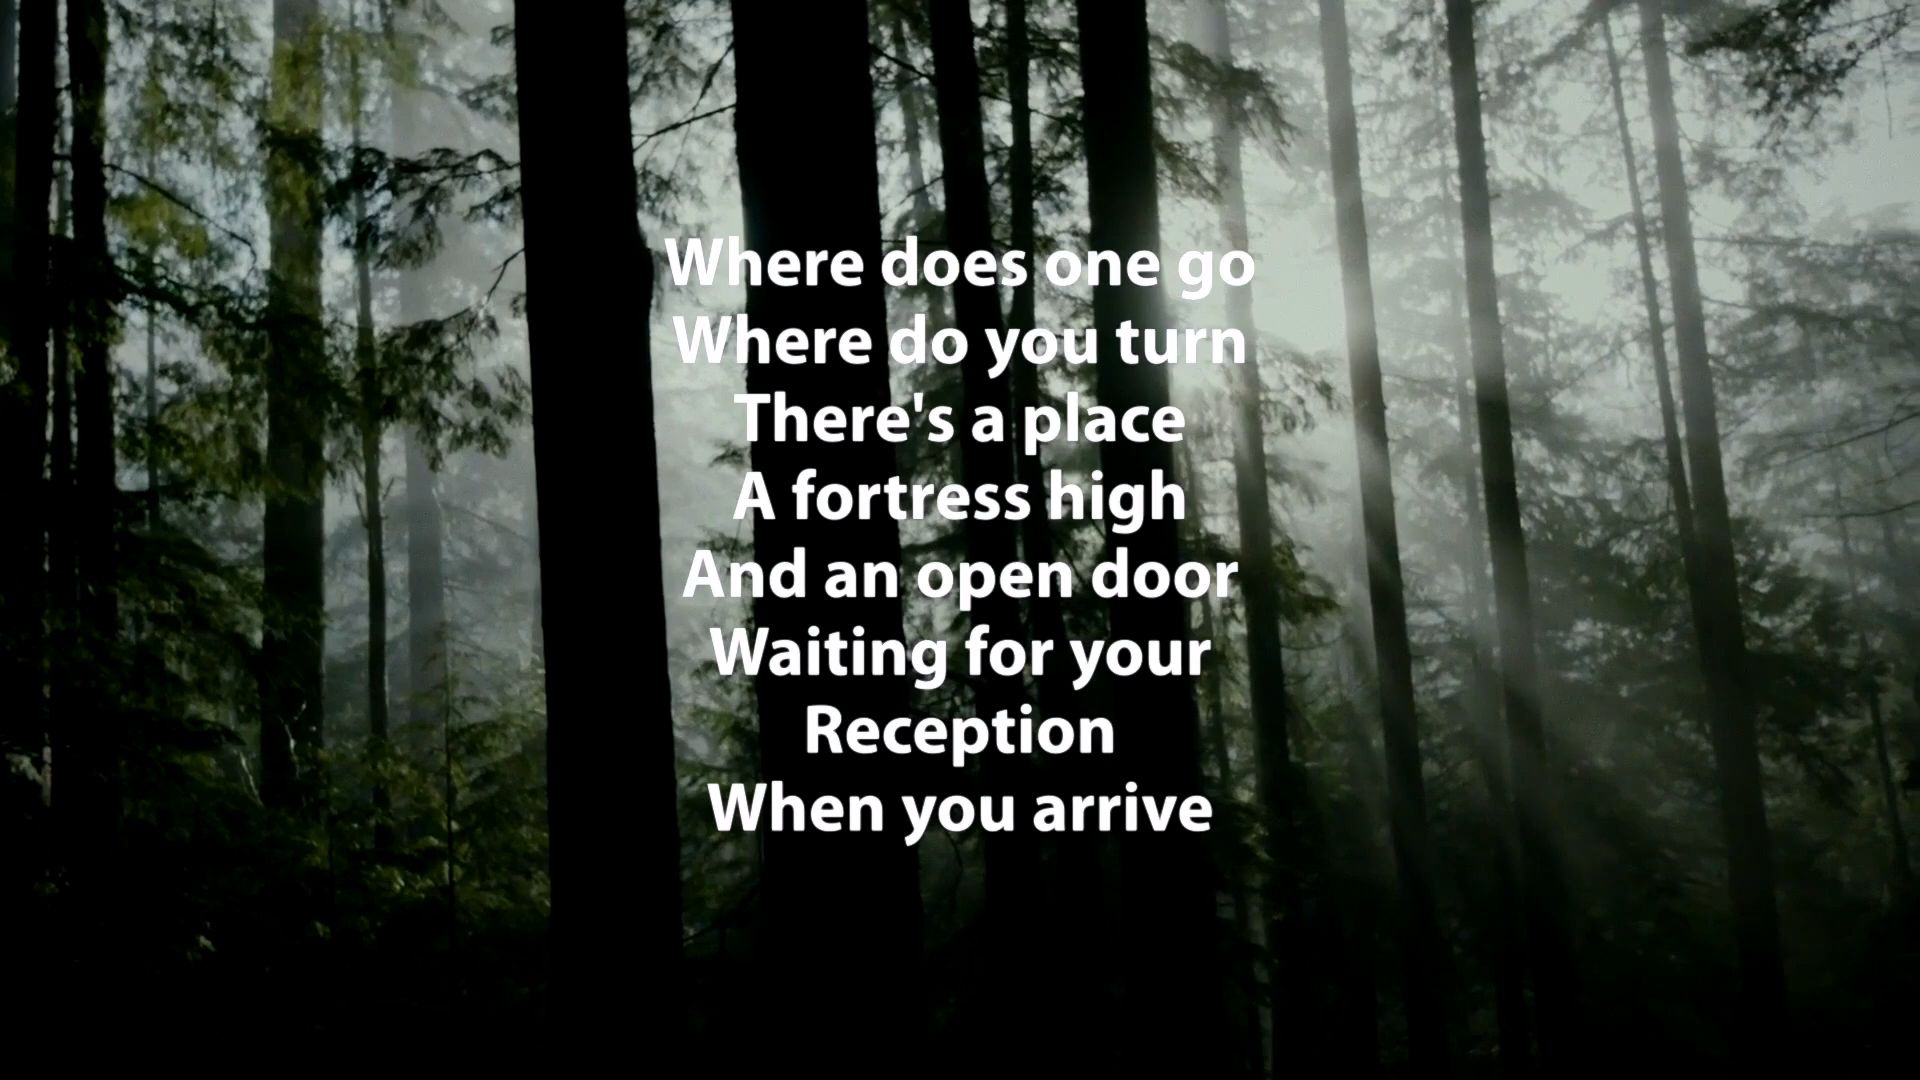 Where does one go
Where do you turn
There's a place
A fortress high
And an open door
Waiting for your
Reception
When you arrive